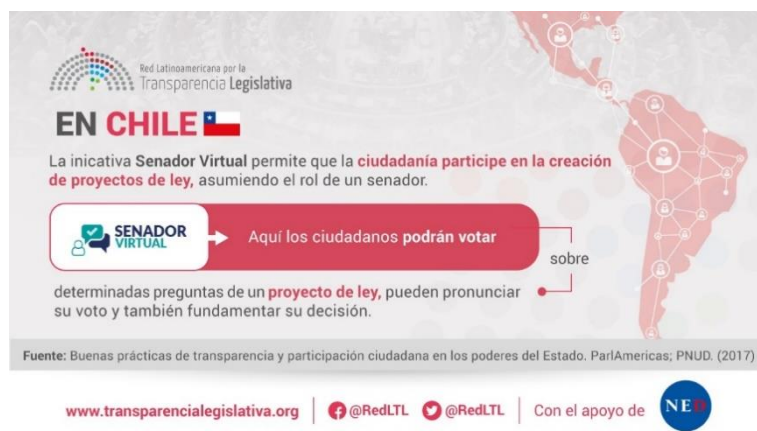 Red Latinoamericana por la
Transparencia Legislativa
EN CHILE
La inicativa Senador Virtual permite que la ciudadanía participe en la creación
de proyectos de ley, asumiendo el rol de un senador.
SENADOR
VIRTUAL
Aquí los ciudadanos podrán votar
sobre
determinadas preguntas de un proyecto de ley, pueden pronunciar
su voto y también fundamentar su decisión.
Fuente: Buenas prácticas de transparencia y participación ciudadana en los poderes del Estado. ParlAmericas; PNUD. (2017)
www.transparencialegislativa.org
@RedLTL
@RedLTL
Con el apoyo de
NED